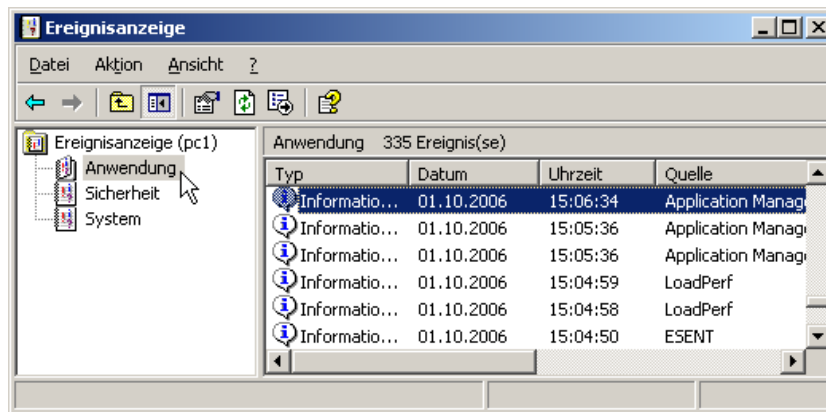 Ereignisanzeige
Datei Aktion Ansicht ?
Ereignisanzeige (pc1)
Anwendung
Sicherheit
System
Anwendung 335 Ereignis(se)
Typ Datum Uhrzeit Quelle
Informatio... 01.10.2006 15:06:34 Application Manag
Informatio... 01.10.2006 15:05:36 Application Manag
Informatio... 01.10.2006 15:05:36 Application Manag
Informatio... 01.10.2006 15:04:59 LoadPerf
Informatio... 01.10.2006 15:04:58 LoadPerf
Informatio... 01.10.2006 15:04:50 ESENT